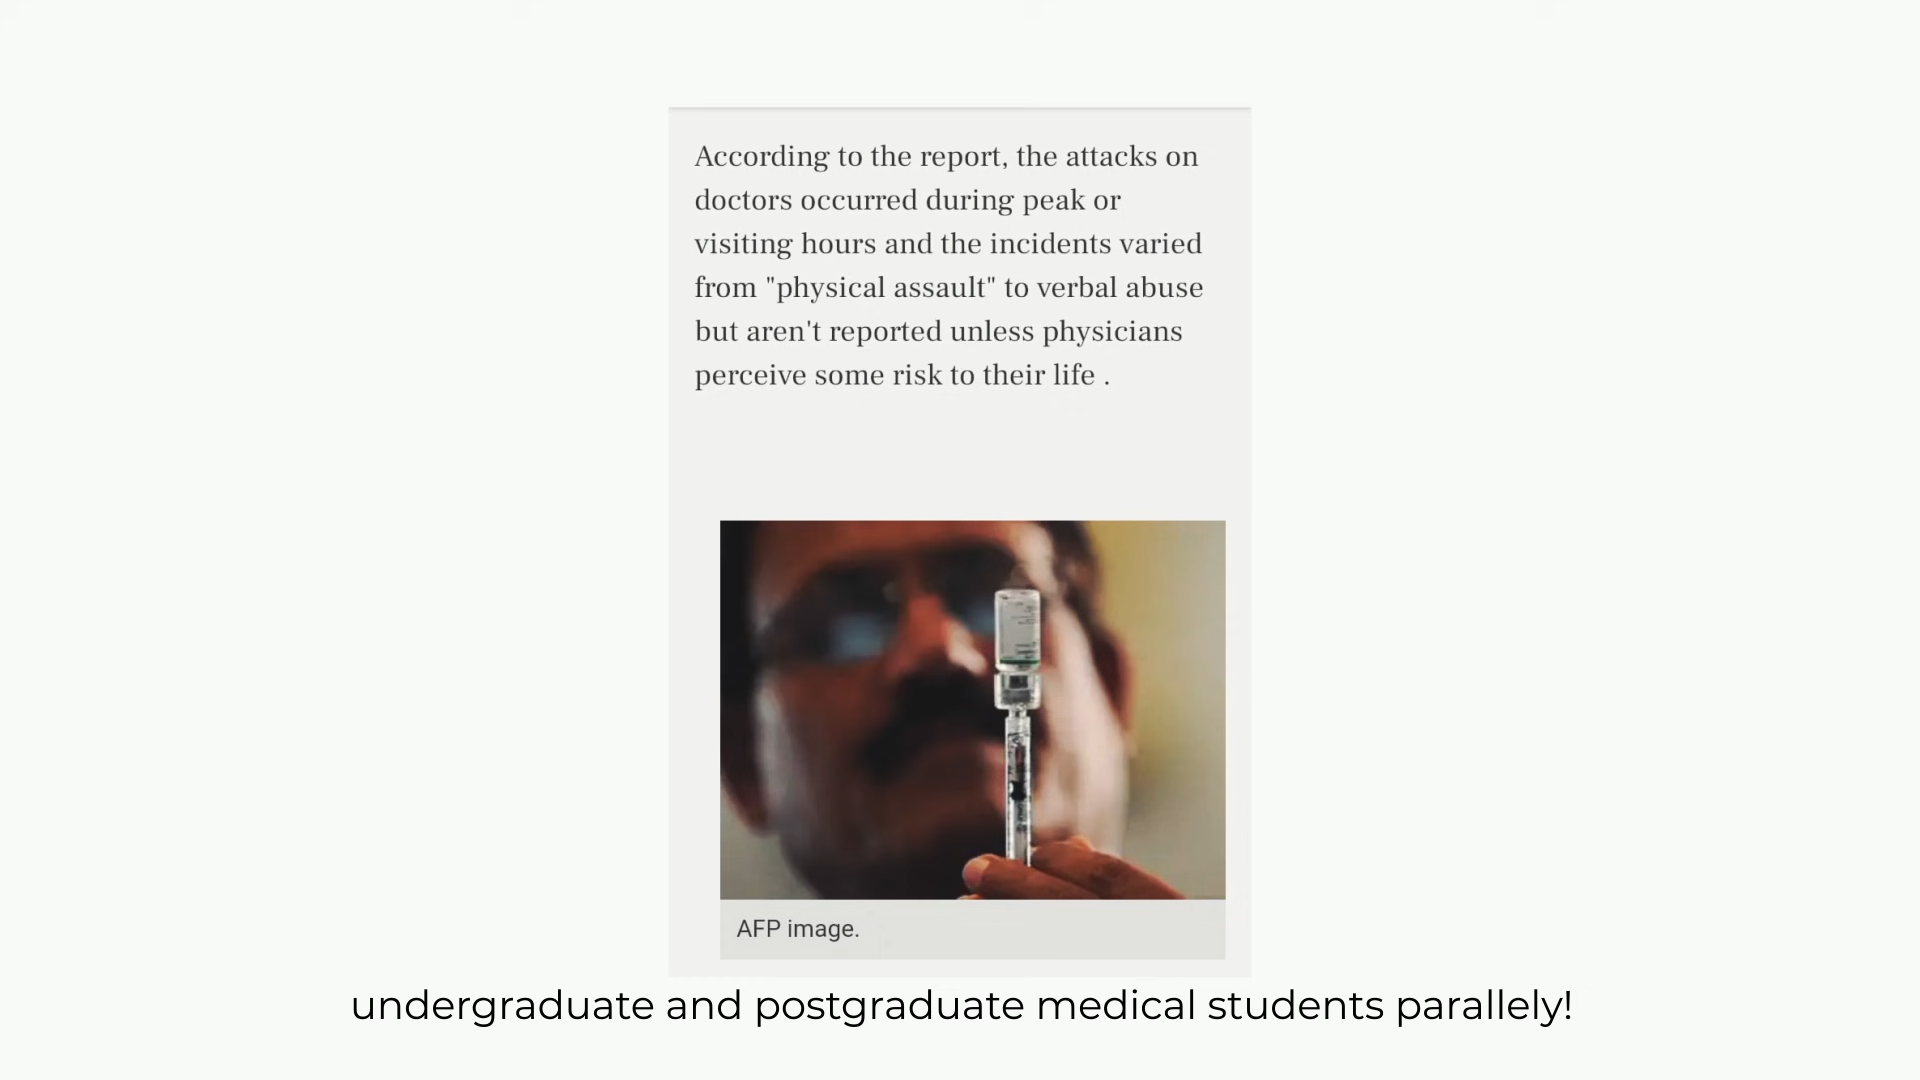 According to the report, the attacks on
doctors occurred during peak or
visiting hours and the incidents varied
from "physical assault" to verbal abuse
but aren't reported unless physicians
perceive some risk to their life .
AFP image.
undergraduate and postgraduate medical students parallely!